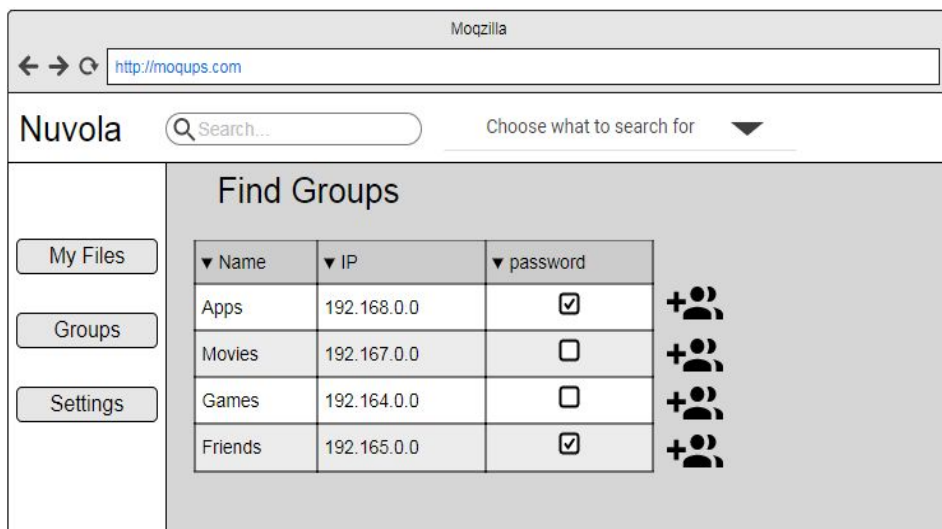 Moqzilla
http://moqups.com
Nuvola Search... Choose what to search for
Find Groups
My Files
Groups
Settings
▼ Name ▼ IP ▼ password
Apps 192.168.0.0
Movies 192.167.0.0
Games 192.164.0.0
Friends 192.165.0.0